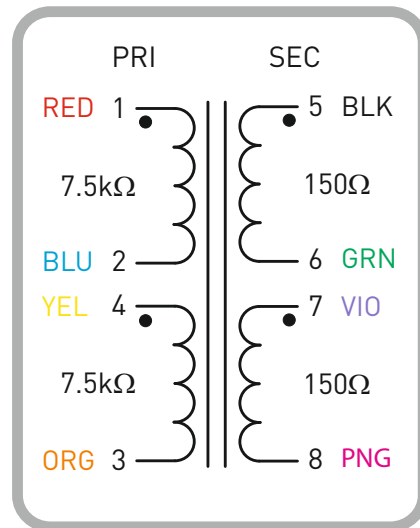 PRI SEC
RED 1 5 BLK
7.5kΩ 150Ω
BLU 2 6 GRN
YEL 4 7 VIO
7.5kΩ 150Ω
ORG 3 8 PNG